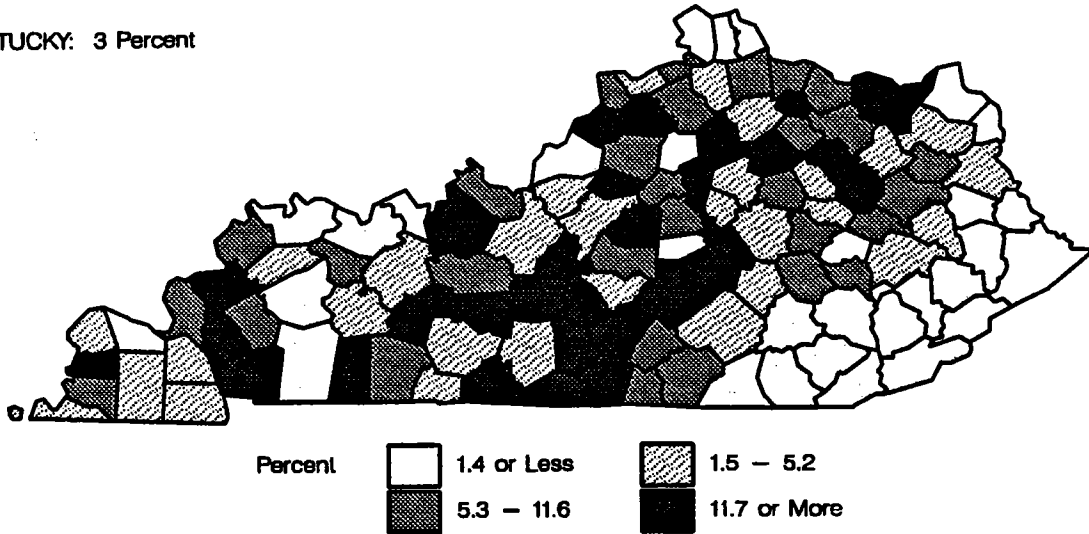 TUCKY: 3 Percent
Percent
1.4 or Less
1.5 – 5.2
5.3 – 11.6
11.7 or More